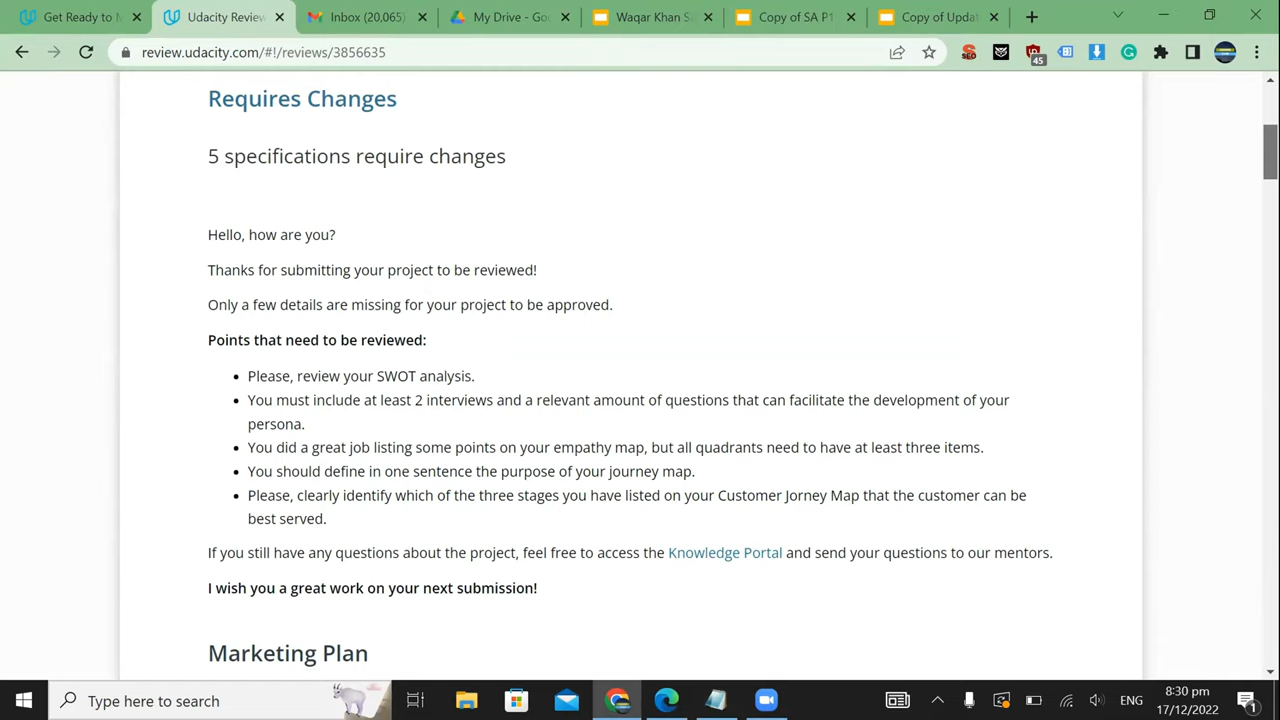 Get Ready to M
Udacity Review
Inbox (20,065)
My Drive - Goo
Waqar Khan S
Copy of SA P1
Copy of Updat
review.udacity.com/#!/reviews/3856635
45
Requires Changes
5 specifications require changes
Hello, how are you?
Thanks for submitting your project to be reviewed!
Only a few details are missing for your project to be approved.
Points that need to be reviewed:
• Please, review your SWOT analysis.
• You must include at least 2 interviews and a relevant amount of questions that can facilitate the development of your
persona.
• You did a great job listing some points on your empathy map, but all quadrants need to have at least three items.
• You should define in one sentence the purpose of your journey map.
• Please, clearly identify which of the three stages you have listed on your Customer Jorney Map that the customer can be
best served.
If you still have any questions about the project, feel free to access the Knowledge Portal and send your questions to our mentors.
I wish you a great work on your next submission!
Marketing Plan
Type here to search
ENG
8:30 pm
17/12/2022
1